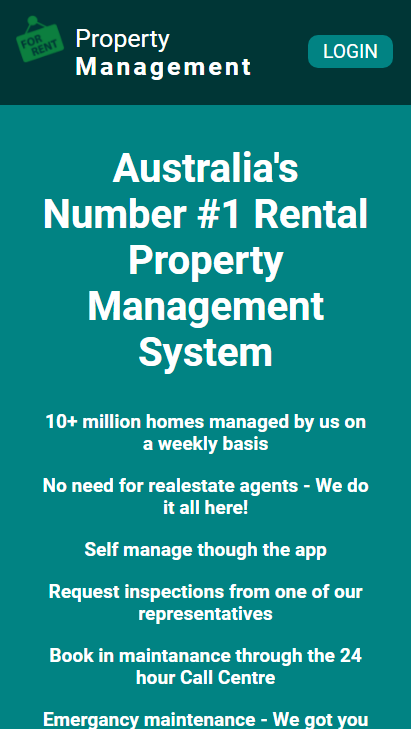 FOR
RENT
Property
Management
LOGIN
Australia's
Number #1 Rental
Property
Management
System
10+ million homes managed by us on
a weekly basis
No need for realestate agents - We do
it all here!
Self manage though the app
Request inspections from one of our
representatives
Book in maintanance through the 24
hour Call Centre
Emergancy maintenance - We got you